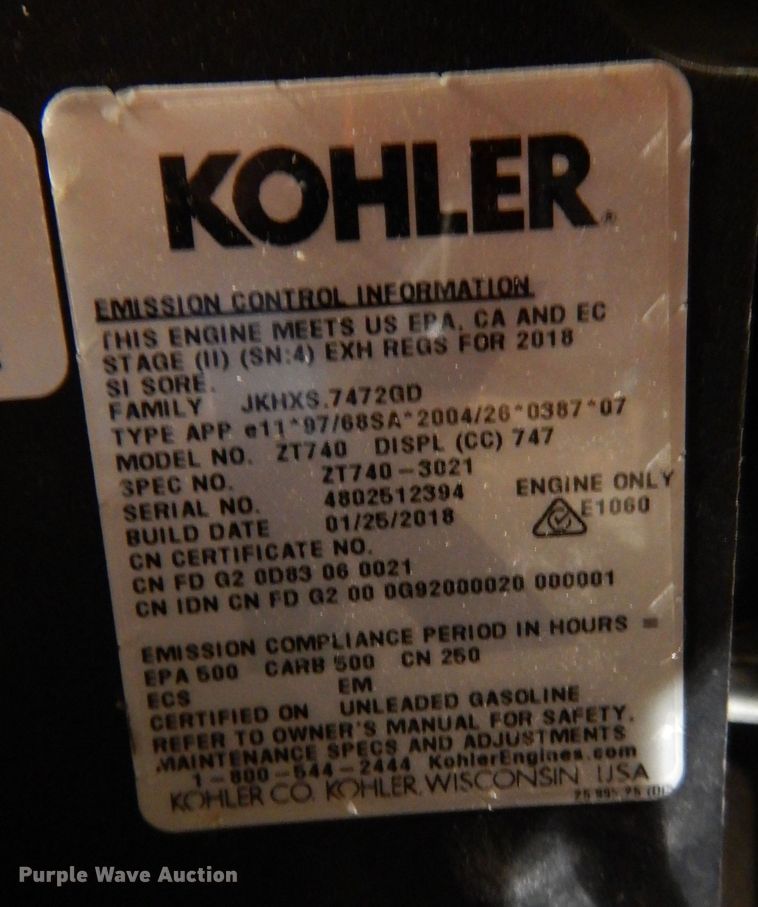 KOHLER®
EMISSION CONTROL INFORMATION
THIS ENGINE MEETS US EPA, CA AND EC
STAGE (II) (SN:4) EXH REGS FOR 2018
SI SORE.
FAMILY JKHXS.7472GD
TYPE APP e11*97/68SA*2004/26*0387*07
MODEL NO. ZT740 DISPL (CC) 747
SPEC NO. ZT740-3021
SERIAL NO. 4802512394 ENGINE ONLY
BUILD DATE 01/25/2018 E1060
CN CERTIFICATE NO.
CN FD G2 0D83 06 0021
CN IDN CN FD G2 00 0G92000020 000001
EMISSION COMPLIANCE PERIOD IN HOURS =
EPA 500 CARB 500 CN 250
ECS EM
CERTIFIED ON UNLEADED GASOLINE
REFER TO OWNER'S MANUAL FOR SAFETY,
MAINTENANCE SPECS AND ADJUSTMENTS
1-800-544-2444 KohlerEngines.com
KOHLER CO. KOHLER, WISCONSIN USA
Purple Wave Auction